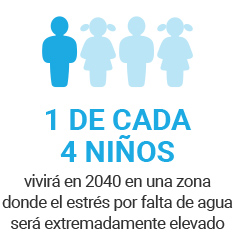 1 DE CADA
4 NIÑOS
vivirá en 2040 en una zona
donde el estrés por falta de agua
será extremadamente elevado